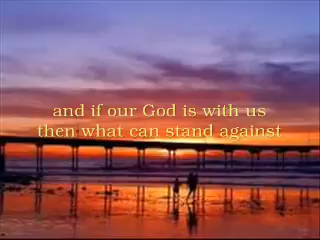 and if our God is with us
then what can stand against